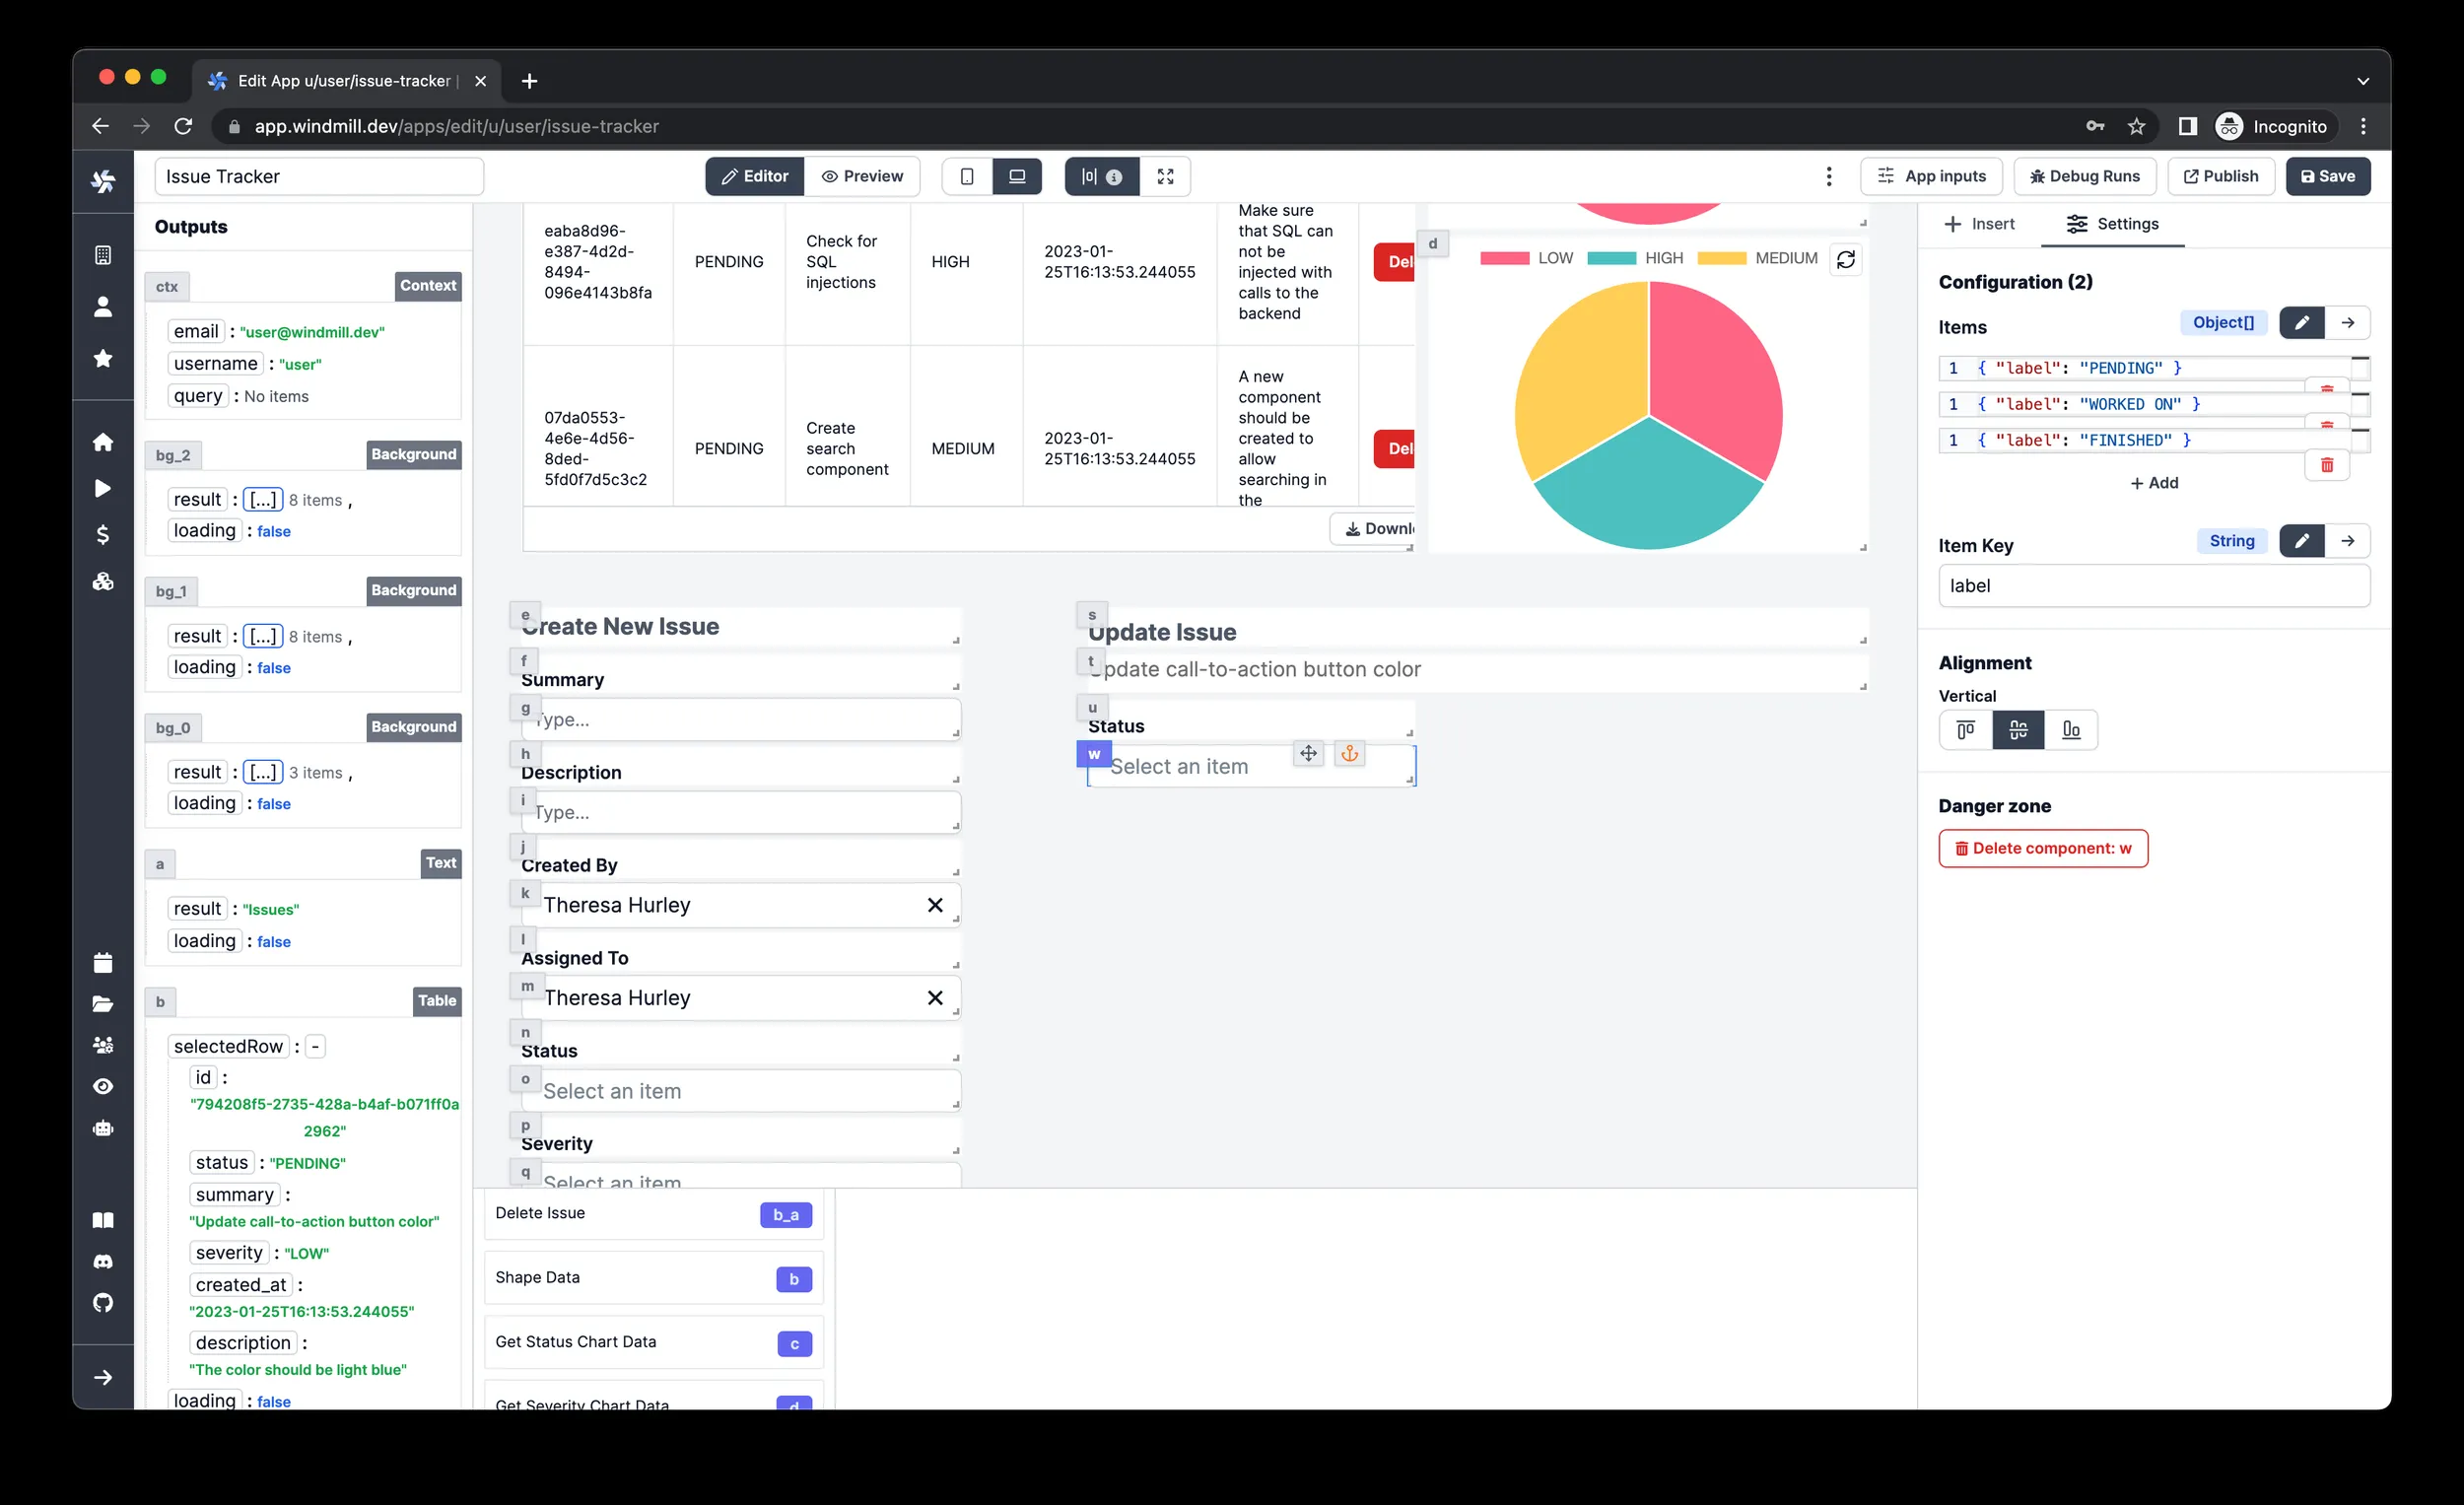 Edit App u/user/issue-tracker |
app.windmill.dev/apps/edit/u/user/issue-tracker
Incognito
Issue Tracker
Editor
Preview
App inputs
Debug Runs
Publish
Save
Outputs
ctx
Context
email : "user@windmill.dev"
username : "user"
query : No items
bg_2
Background
result : [...] 8 items ,
loading : false
bg_1
Background
result : [...] 8 items ,
loading : false
bg_0
Background
result : [...] 3 items ,
loading : false
a
Text
result : "Issues"
loading : false
b
Table
selectedRow : -
id :
"794208f5-2735-428a-b4af-b071ff0a
2962"
status : "PENDING"
summary :
"Update call-to-action button color"
severity : "LOW"
created_at :
"2023-01-25T16:13:53.244055"
description :
"The color should be light blue"
loading : false
eaba8d96-
e387-4d2d-
8494-
096e4143b8fa
PENDING
Check for
SQL
injections
HIGH
2023-01-
25T16:13:53.244055
Make sure
that SQL can
not be
injected with
calls to the
backend
Del
07da0553-
4e6e-4d56-
8ded-
5fd0f7d5c3c2
PENDING
Create
search
component
MEDIUM
2023-01-
25T16:13:53.244055
A new
component
should be
created to
allow
searching in
the
Del
Downl
d
LOW
HIGH
MEDIUM
e
Create New Issue
f
Summary
g
Type...
h
Description
i
Type...
j
Created By
k
Theresa Hurley
l
Assigned To
m
Theresa Hurley
n
Status
o
Select an item
p
Severity
q
Select an item
s
Update Issue
t
Update call-to-action button color
u
Status
w
Select an item
Delete Issue
b_a
Shape Data
b
Get Status Chart Data
c
Get Severity Chart Data
d
Insert
Settings
Configuration (2)
Items
Object[]
1 { "label": "PENDING" }
1 { "label": "WORKED ON" }
1 { "label": "FINISHED" }
+ Add
Item Key
String
label
Alignment
Vertical
Danger zone
Delete component: w